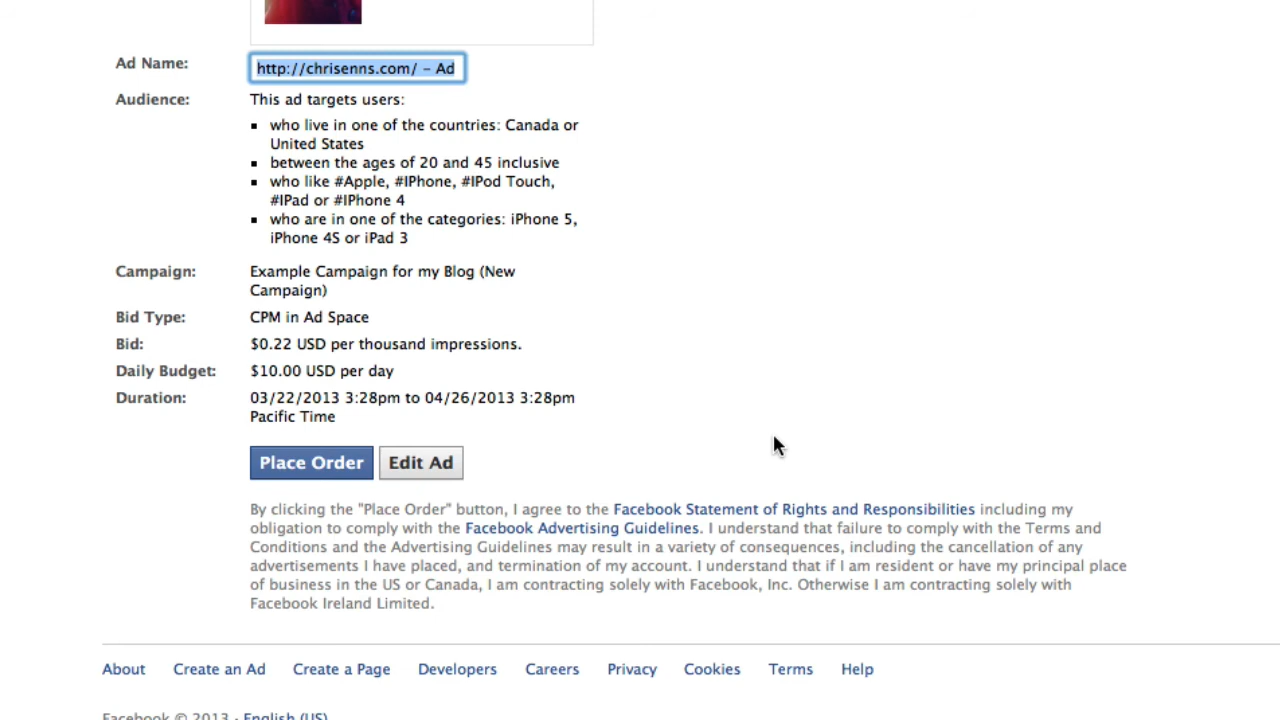 Ad Name:
http://chrisenns.com/ – Ad
Audience:
This ad targets users:
who live in one of the countries: Canada or
United States
between the ages of 20 and 45 inclusive
who like #Apple, #IPhone, #IPod Touch,
#IPad or #IPhone 4
who are in one of the categories: iPhone 5,
iPhone 4S or iPad 3
Campaign:
Example Campaign for my Blog (New
Campaign)
Bid Type:
CPM in Ad Space
Bid:
$0.22 USD per thousand impressions.
Daily Budget:
$10.00 USD per day
Duration:
03/22/2013 3:28pm to 04/26/2013 3:28pm
Pacific Time
Place Order Edit Ad
By clicking the "Place Order" button, I agree to the Facebook Statement of Rights and Responsibilities including my
obligation to comply with the Facebook Advertising Guidelines. I understand that failure to comply with the Terms and
Conditions and the Advertising Guidelines may result in a variety of consequences, including the cancellation of any
advertisements I have placed, and termination of my account. I understand that if I am resident or have my principal place
of business in the US or Canada, I am contracting solely with Facebook, Inc. Otherwise I am contracting solely with
Facebook Ireland Limited.
About Create an Ad Create a Page Developers Careers Privacy Cookies Terms Help
Facebook © 2013 · English (US)